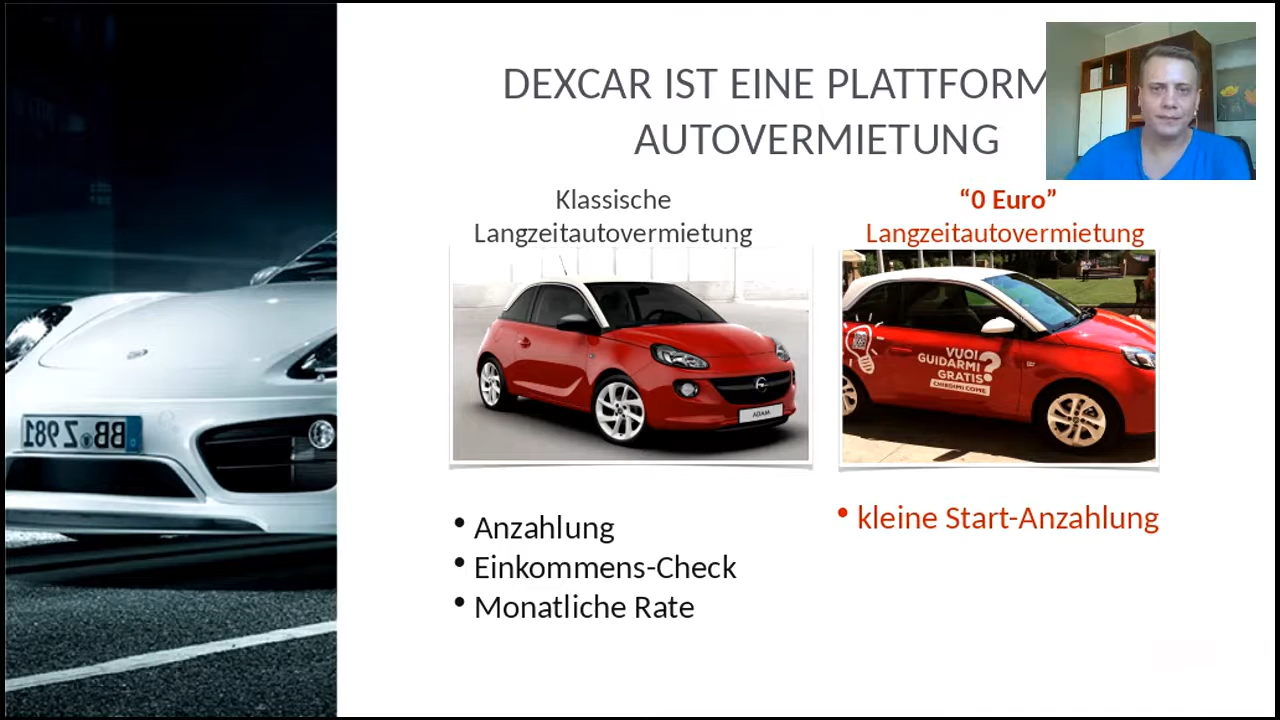 DEXCAR IST EINE PLATTFORM
AUTOVERMIETUNG
Klassische
Langzeitautovermietung
“0 Euro”
Langzeitautovermietung
ADAM
VUOI
GUIDARMI
GRATIS?
CHIEDIMI COME
BB Z 981
• Anzahlung
• Einkommens-Check
• Monatliche Rate
• kleine Start-Anzahlung